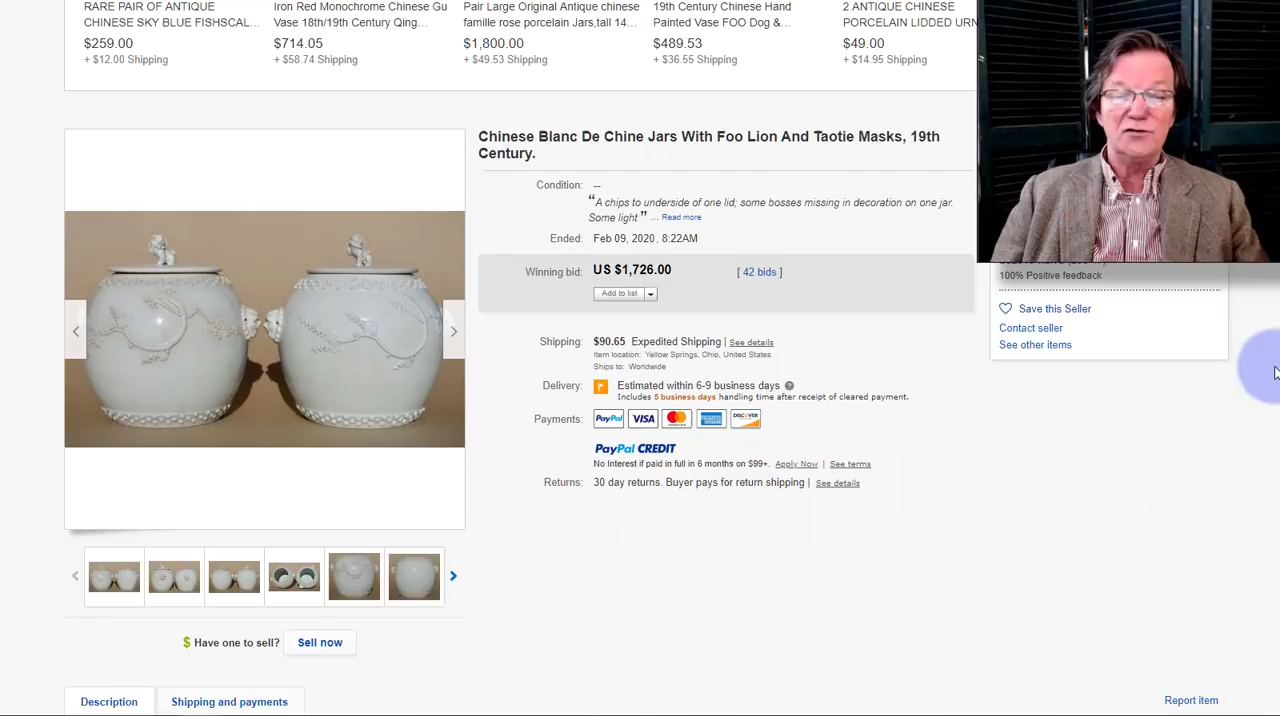 RARE PAIR OF ANTIQUE
CHINESE SKY BLUE FISHSCAL...
$259.00
+ $12.00 Shipping
Iron Red Monochrome Chinese Gu
Vase 18th/19th Century Qing...
$714.05
+ $58.74 Shipping
Pair Large Original Antique chinese
famille rose porcelain Jars,tall 14...
$1,800.00
+ $49.53 Shipping
19th Century Chinese Hand
Painted Vase FOO Dog &...
$489.53
+ $36.55 Shipping
2 ANTIQUE CHINESE
PORCELAIN LIDDED URN
$49.00
+ $14.95 Shipping
Chinese Blanc De Chine Jars With Foo Lion And Taotie Masks, 19th
Century.
Condition: --
“A chips to underside of one lid; some bosses missing in decoration on one jar.
Some light ” ... Read more
Ended: Feb 09, 2020 , 8:22AM
Winning bid: US $1,726.00 [ 42 bids ]
Add to list
Shipping: $90.65 Expedited Shipping | See details
Item location: Yellow Springs, Ohio, United States
Ships to: Worldwide
Delivery: Estimated within 6-9 business days
Includes 5 business days handling time after receipt of cleared payment.
Payments: PayPal VISA MasterCard DISCOVER
PayPal CREDIT
No Interest if paid in full in 6 months on $99+. Apply Now | See terms
Returns: 30 day returns. Buyer pays for return shipping | See details
100% Positive feedback
Save this Seller
Contact seller
See other items
$ Have one to sell? Sell now
Description
Shipping and payments
Report item